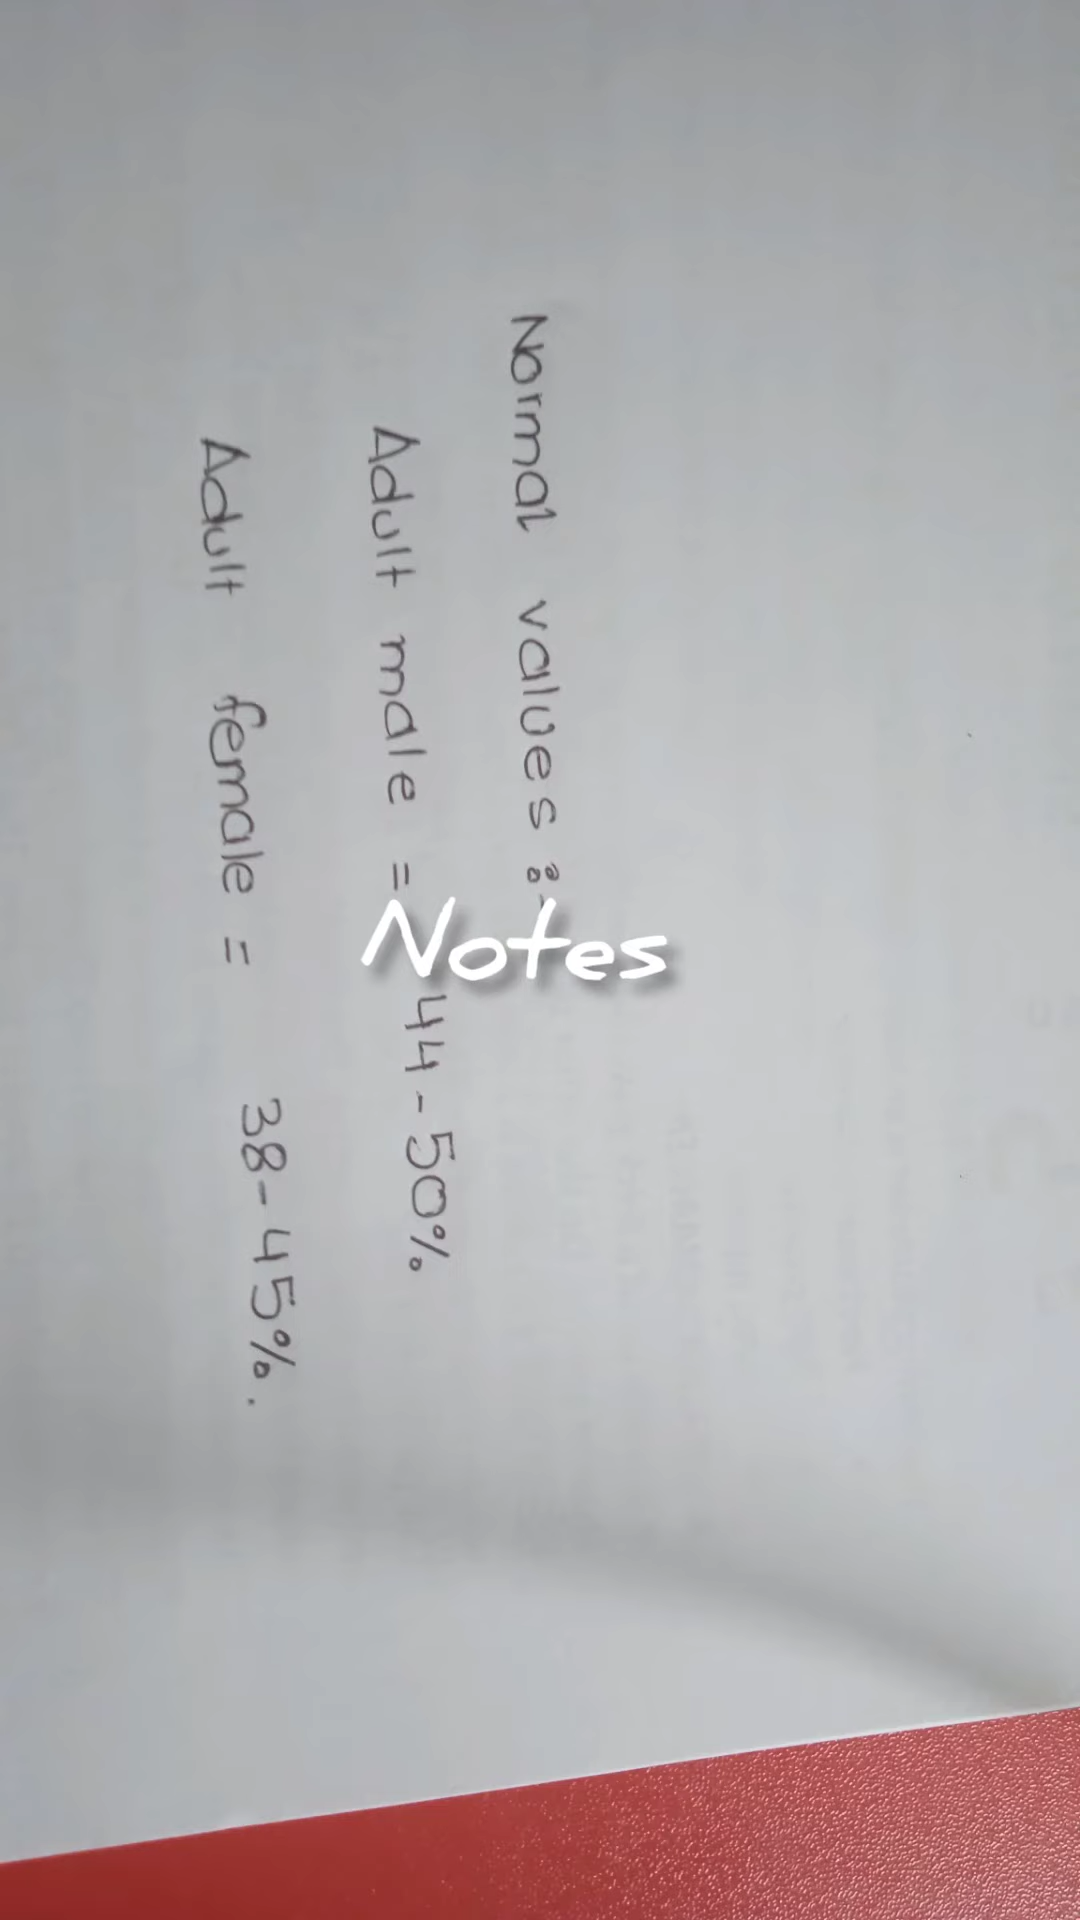 Normal values :-
Adult male = 44-50%
Adult female = 38-45%.
Notes